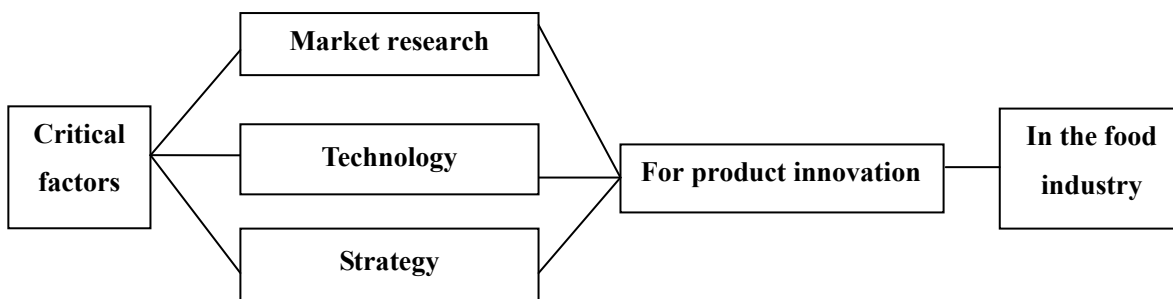 Critical
factors
Market research
Technology
Strategy
For product innovation
In the food
industry